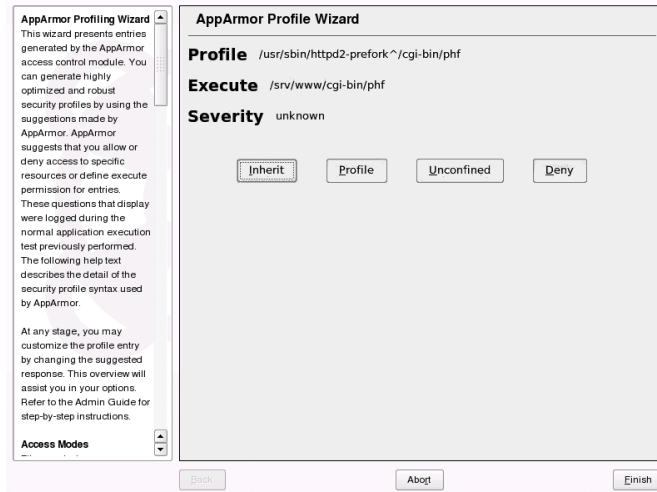 AppArmor Profiling Wizard
This wizard presents entries
generated by the AppArmor
access control module. You
can generate highly
optimized and robust
security profiles by using the
suggestions made by
AppArmor. AppArmor
suggests that you allow or
deny access to specific
resources or define execute
permission for entries.
These questions that display
were logged during the
normal application execution
test previously performed.
The following help text
describes the detail of the
security profile syntax used
by AppArmor.
At any stage, you may
customize the profile entry
by changing the suggested
response. This overview will
assist you in your options.
Refer to the Admin Guide for
step-by-step instructions.
Access Modes
AppArmor Profile Wizard
Profile /usr/sbin/httpd2-prefork^/cgi-bin/phf
Execute /srv/www/cgi-bin/phf
Severity unknown
Inherit Profile Unconfined Deny
Back Abort Finish